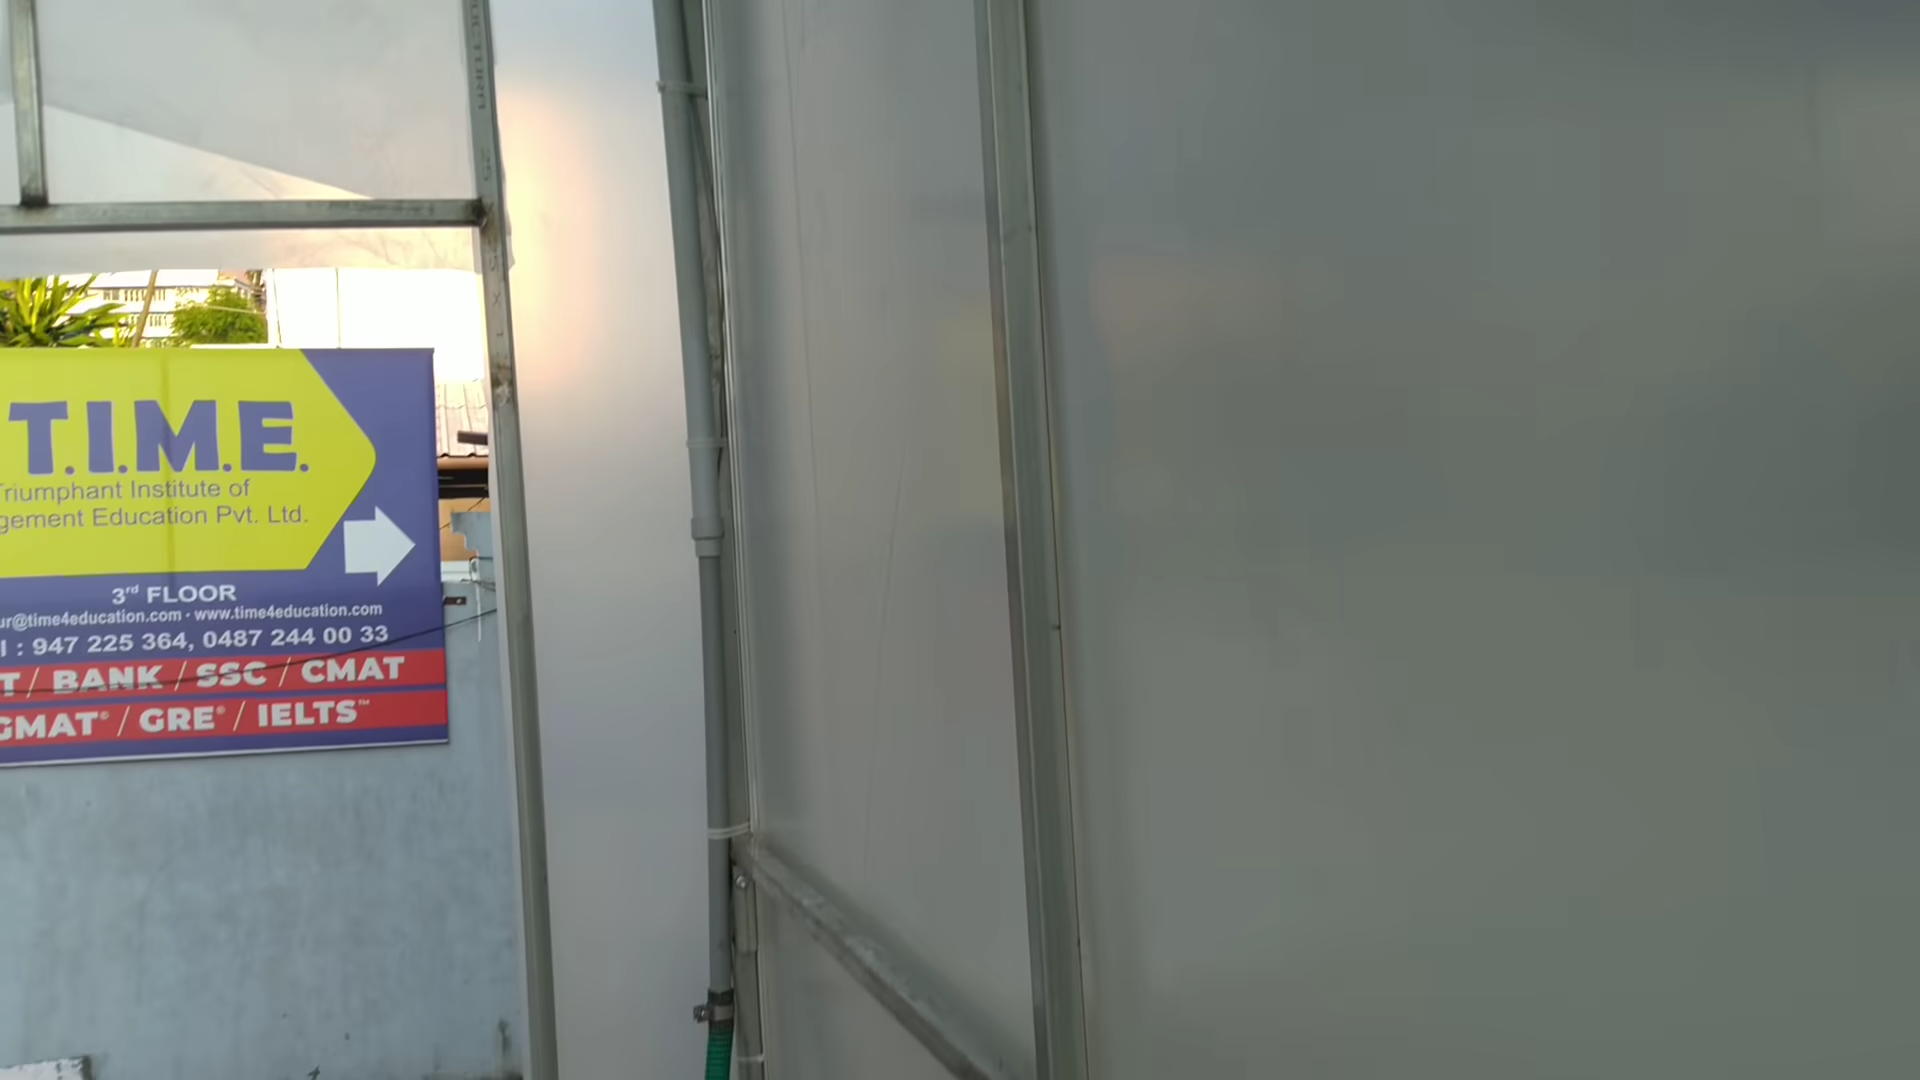 T.I.M.E.
Triumphant Institute of
gement Education Pvt. Ltd.
3rd FLOOR
ur@time4education.com · www.time4education.com
l : 947 225 364, 0487 244 00 33
T / BANK / SSC / CMAT
GMAT® / GRE® / IELTS™